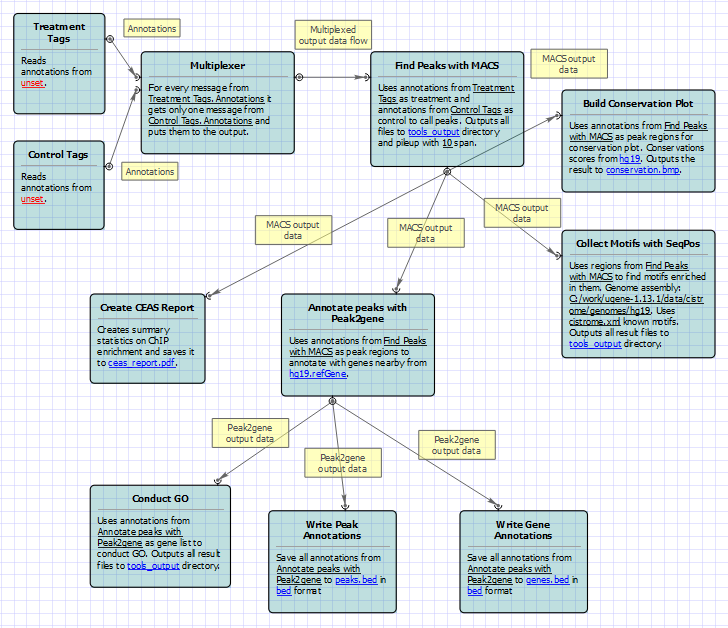 Treatment
Tags
Reads
annotations from
unset.
Annotations
Multiplexed
output data flow
Multiplexer
For every message from
Treatment Tags. Annotations it
gets only one message from
Control Tags. Annotations and
puts them to the output.
Find Peaks with MACS
Uses annotations from Treatment
Tags as treatment and
annotations from Control Tags as
control to call peaks. Outputs all
files to tools_output directory
and pileup with 10 span.
MACS output
data
Build Conservation Plot
Uses annotations from Find Peaks
with MACS as peak regions for
conservation plot. Conservations
scores from hg19. Outputs the
result to conservation.bmp.
Control Tags
Reads
annotations from
unset.
Annotations
MACS output
data
MACS output
data
MACS output
data
Collect Motifs with SeqPos
Uses regions from Find Peaks
with MACS to find motifs enriched
in them. Genome assembly:
C:/work/ugene-1.13.1/data/cistr
ome/genomes/hg19. Uses
cistrome.xml known motifs.
Outputs all result files to
tools_output directory.
Create CEAS Report
Creates summary
statistics on ChIP
enrichment and saves it
to ceas_report.pdf.
Annotate peaks with
Peak2gene
Uses annotations from Find Peaks
with MACS as peak regions to
annotate with genes nearby from
hg19.refGene.
Peak2gene
output data
Peak2gene
output data
Peak2gene
output data
Conduct GO
Uses annotations from
Annotate peaks with
Peak2gene as gene list to
conduct GO. Outputs all result
files to tools_output directory.
Write Peak
Annotations
Save all annotations from
Annotate peaks with
Peak2gene to peaks.bed in
bed format
Write Gene
Annotations
Save all annotations from
Annotate peaks with
Peak2gene to genes.bed in
bed format